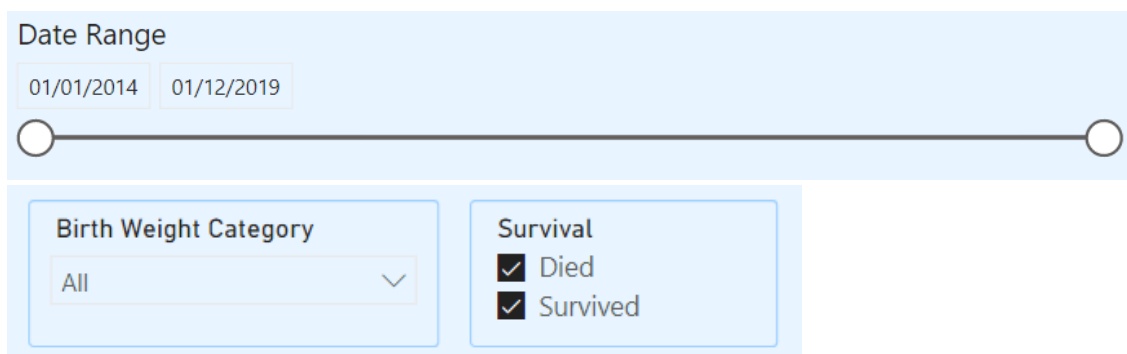 Date Range
01/01/2014 01/12/2019
Birth Weight Category
All
Survival
Died
Survived